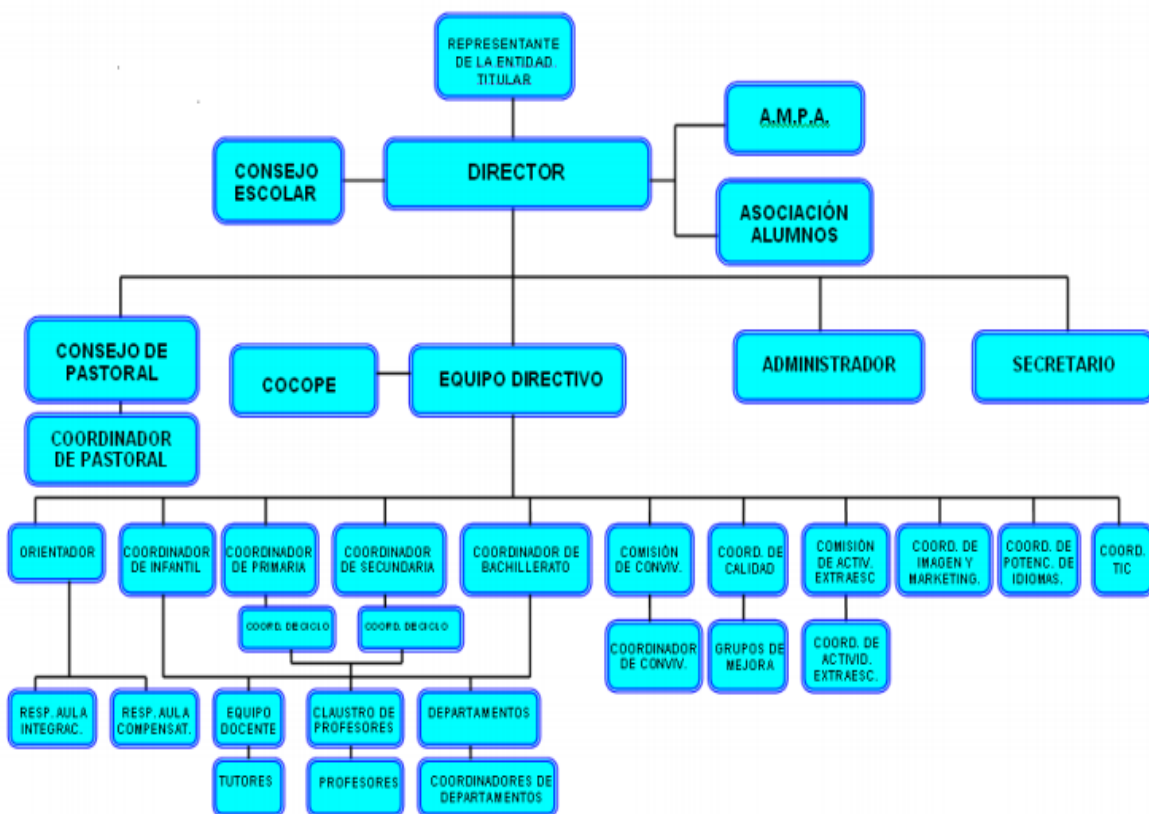 REPRESENTANTE
DE LA ENTIDAD.
TITULAR
A.M.P.A.
CONSEJO
ESCOLAR
DIRECTOR
ASOCIACIÓN
ALUMNOS
CONSEJO DE
PASTORAL
COCOPE
EQUIPO DIRECTIVO
ADMINISTRADOR
SECRETARIO
COORDINADOR
DE PASTORAL
ORIENTADOR
COORDINADOR
DE INFANTIL
COORDINADOR
DE PRIMARIA
COORDINADOR
DE SECUNDARIA
COORDINADOR DE
BACHILLERATO
COMISIÓN
DE CONVIV.
COORD. DE
CALIDAD
COMISIÓN
DE ACTIV.
EXTRAESC
COORD. DE
IMAGEN Y
MARKETING.
COORD. DE
POTENC. DE
IDIOMAS.
COORD.
TIC
COORD. DE CICLO
COORD. DE CICLO
COORDINADOR
DE CONVIV.
GRUPOS DE
MEJORA
COORD. DE
ACTIVID.
EXTRAESC.
RESP. AULA
INTEGRAC.
RESP. AULA
COMPENSAT.
EQUIPO
DOCENTE
CLAUSTRO DE
PROFESORES
DEPARTAMENTOS
TUTORES
PROFESORES
COORDINADORES DE
DEPARTAMENTOS